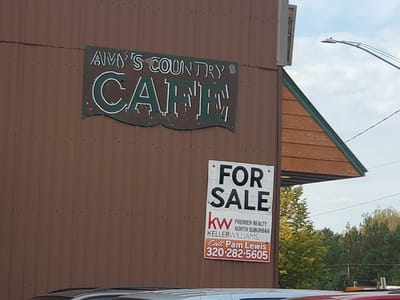 AMY'S COUNTRY
CAFE
FOR
SALE
kw PREMIER REALTY
NORTH SUBURBAN
KELLERWILLIAMS.
Call Pam Lewis
320-282-5605